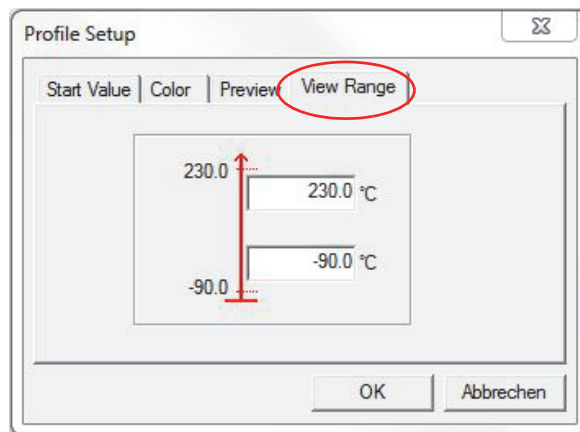 Profile Setup
Start Value Color Preview View Range
230.0
230.0 °C
-90.0 °C
-90.0
OK Abbrechen